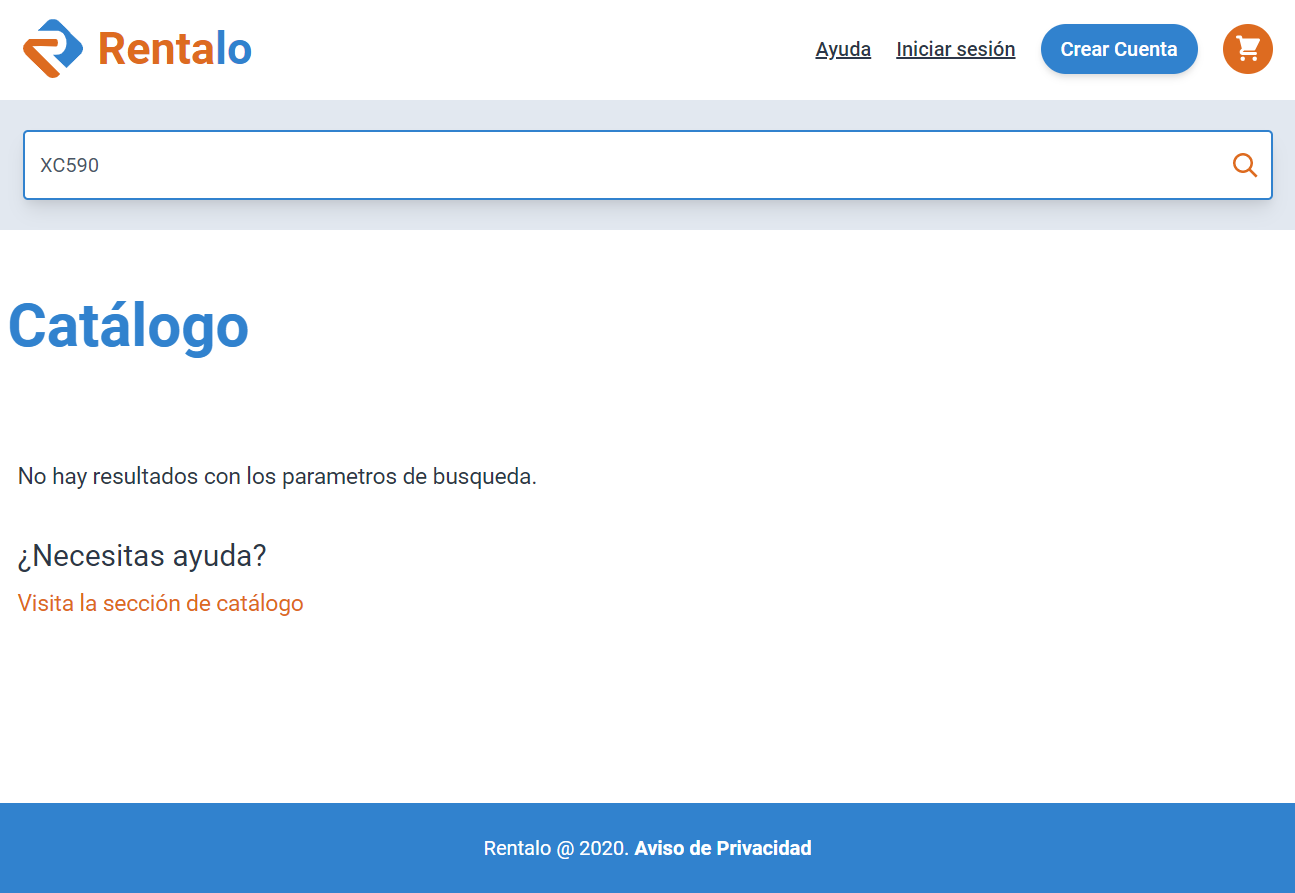 Rentalo
Ayuda
Iniciar sesión
Crear Cuenta
XC590
Catálogo
No hay resultados con los parametros de busqueda.
¿Necesitas ayuda?
Visita la sección de catálogo
Rentalo @ 2020. Aviso de Privacidad